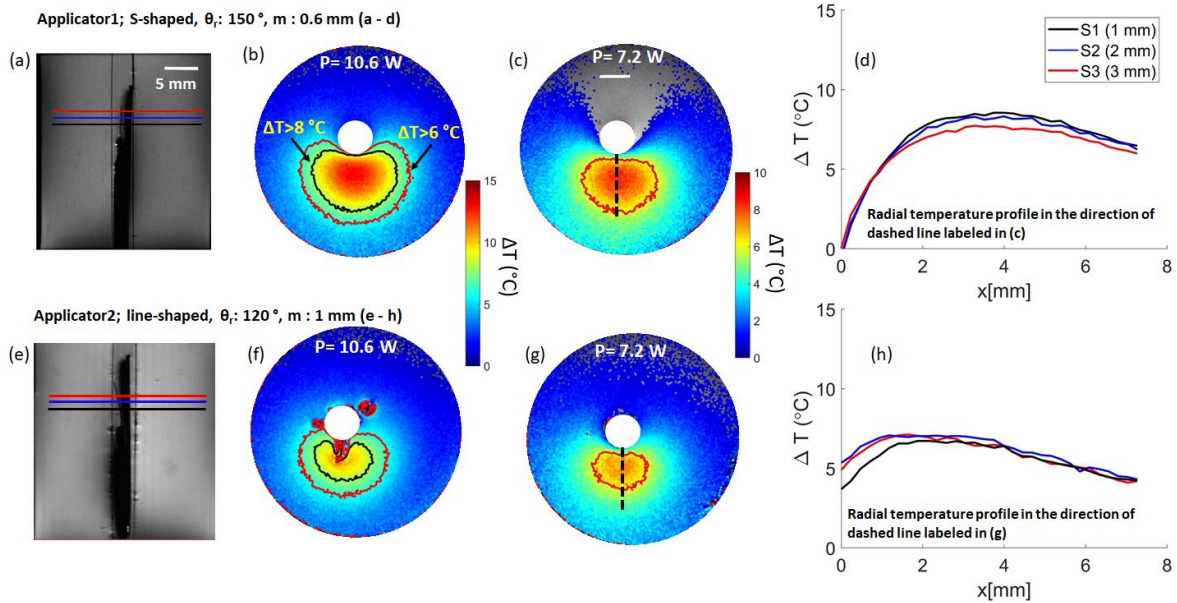 Applicator1; S-shaped, θr: 150 °, m : 0.6 mm (a - d)
(a)
5 mm
(b)
P= 10.6 W
ΔT>8 °C
ΔT>6 °C
15
10
5
0
ΔT (°C)
(c)
P= 7.2 W
10
8
6
4
2
0
ΔT (°C)
15
10
5
0
Δ T (°C)
(d)
S1 (1 mm)
S2 (2 mm)
S3 (3 mm)
Radial temperature profile in the direction of
dashed line labeled in (c)
0 2 4 6 8
x[mm]
Applicator2; line-shaped, θr: 120 °, m : 1 mm (e - h)
(e)
(f)
P= 10.6 W
(g)
P= 7.2 W
15
10
5
0
Δ T (°C)
(h)
Radial temperature profile in the direction of
dashed line labeled in (g)
0 2 4 6 8
x[mm]